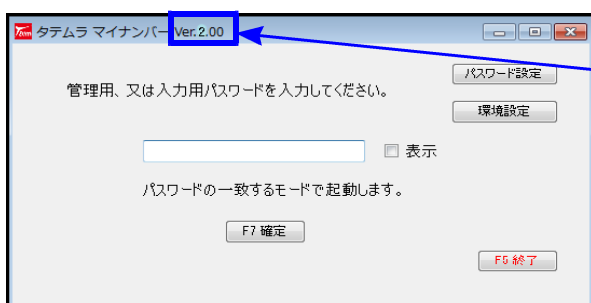 タテムラ マイナンバー Ver.2.00
パスワード設定
管理用、又は入力用パスワードを入力してください。
環境設定
表示
パスワードの一致するモードで起動します。
F7 確定
F5 終了